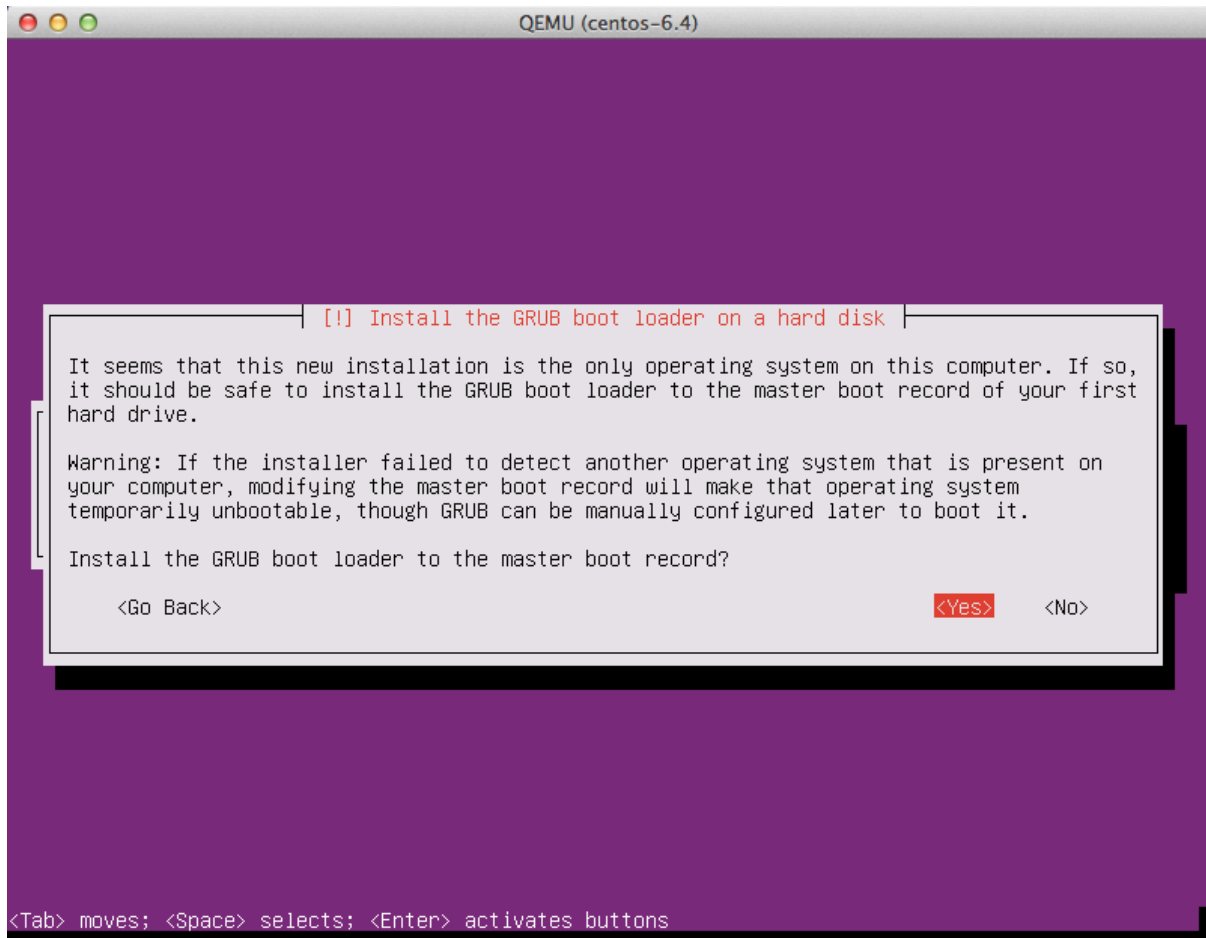 QEMU (centos-6.4)
[!] Install the GRUB boot loader on a hard disk
It seems that this new installation is the only operating system on this computer. If so,
it should be safe to install the GRUB boot loader to the master boot record of your first
hard drive.
Warning: If the installer failed to detect another operating system that is present on
your computer, modifying the master boot record will make that operating system
temporarily unbootable, though GRUB can be manually configured later to boot it.
Install the GRUB boot loader to the master boot record?
<Go Back> <Yes> <No>
<Tab> moves; <Space> selects; <Enter> activates buttons